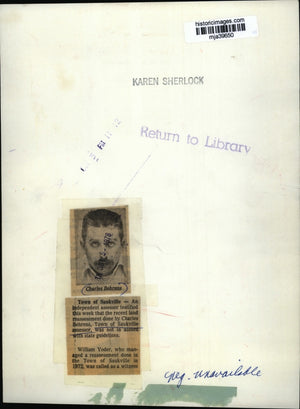 historicimages.com
mja39650
KAREN SHERLOCK
Return to Library
Charles Behrens
Town of Saukville — An
independent assessor testified
this week that the recent land
reassessment done by Charles
Behrens, Town of Saukville
assessor, was not in accord
with state guidelines.
William Yoder, who man-
aged a reassessment done in
the Town of Saukville in
1972, was called as a witness
neg. unavailable